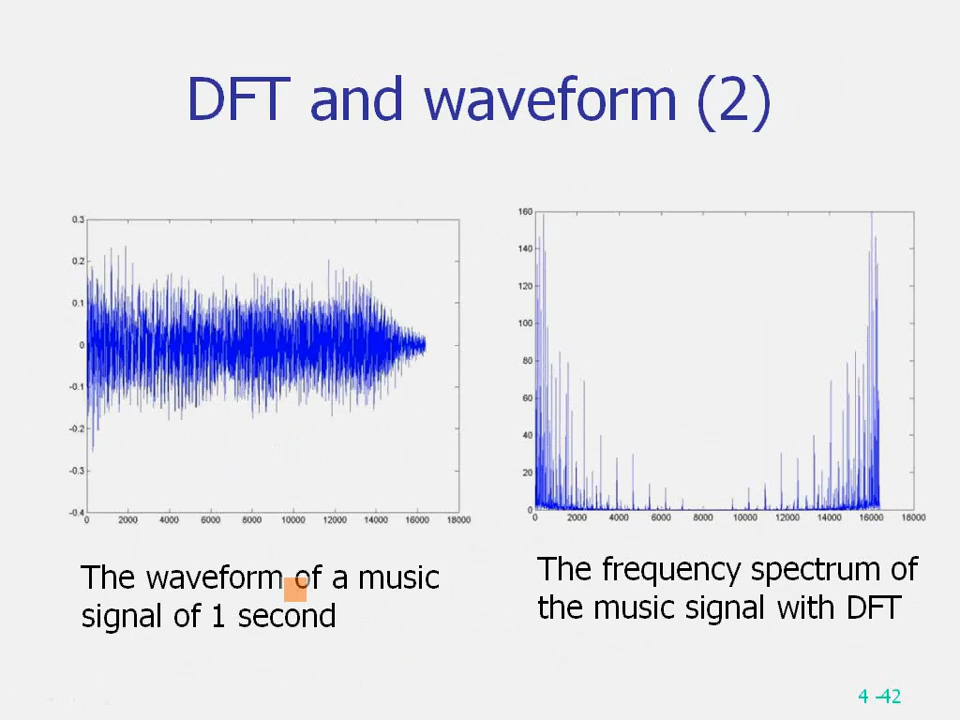 DFT and waveform (2)
0.3
0.2
0.1
0
-0.1
-0.2
-0.3
-0.4
0 2000 4000 6000 8000 10000 12000 14000 16000 18000
160
140
120
100
80
60
40
20
0
0 2000 4000 6000 8000 10000 12000 14000 16000 18000
The waveform of a music
signal of 1 second
The frequency spectrum of
the music signal with DFT
4 -42